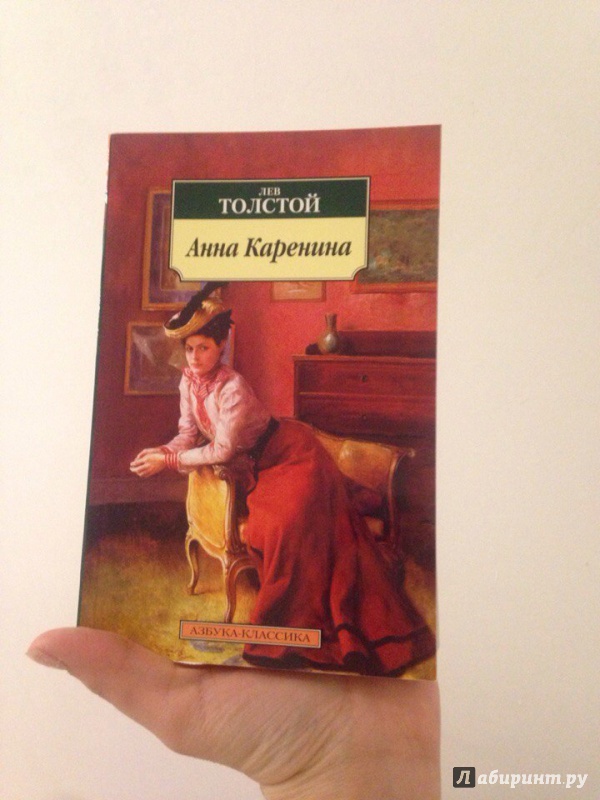 ЛЕВ
ТОЛСТОЙ
Анна Каренина
АЗБУКА-КЛАССИКА
Лабиринт.ру